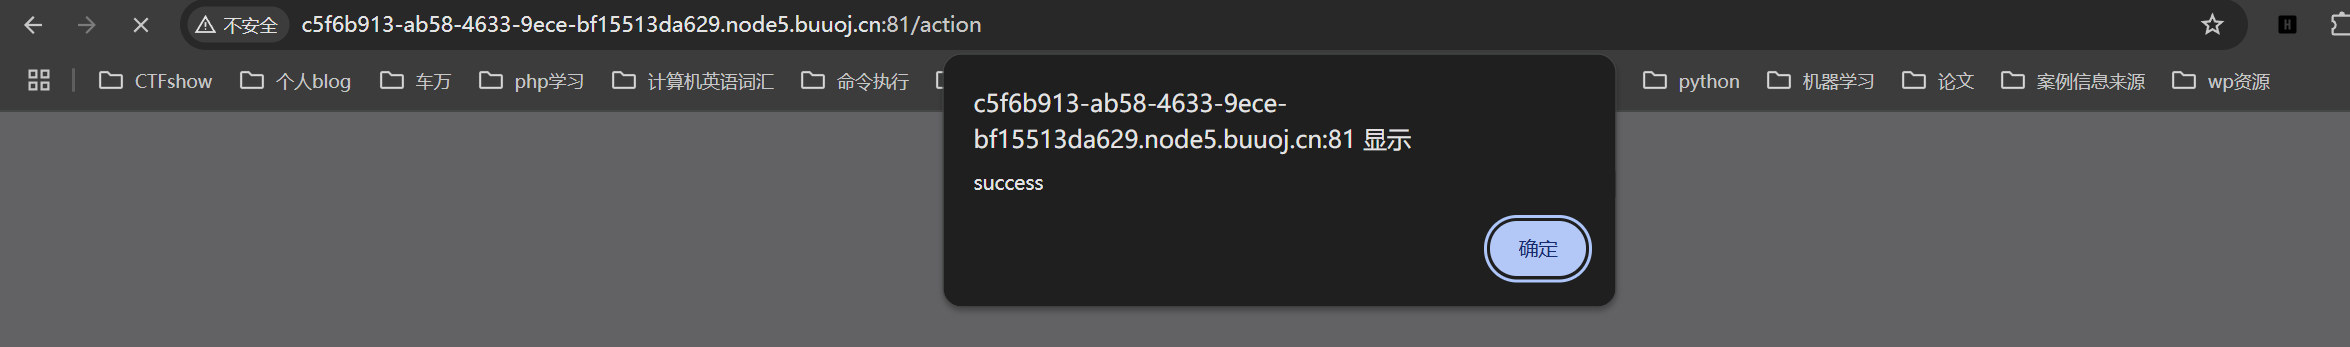 不安全 c5f6b913-ab58-4633-9ece-bf15513da629.node5.buuoj.cn:81/action
CTFshow 个人blog 车万 php学习 计算机英语词汇 命令执行 python 机器学习 论文 案例信息来源 wp资源
c5f6b913-ab58-4633-9ece-
bf15513da629.node5.buuoj.cn:81 显示
success
确定